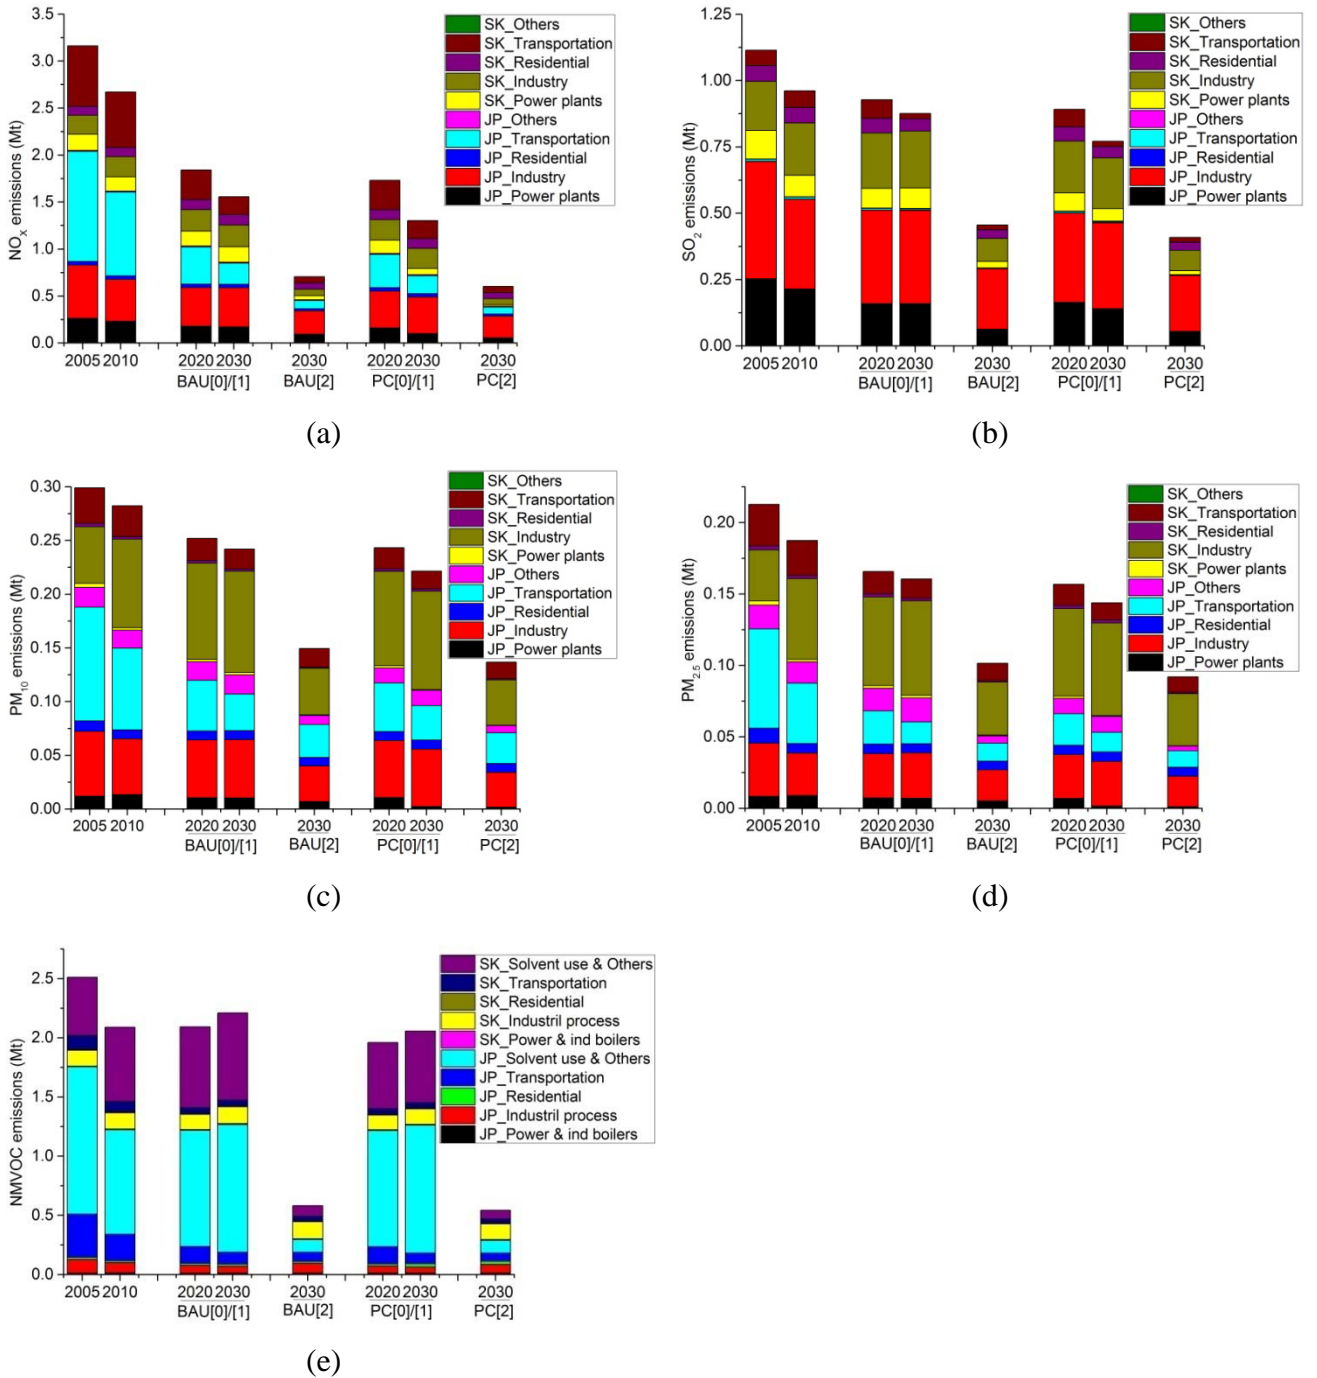 3.5
3.0
2.5
2.0
1.5
1.0
0.5
0.0
NOX emissions (Mt)
SK_Others
SK_Transportation
SK_Residential
SK_Industry
SK_Power plants
JP_Others
JP_Transportation
JP_Residential
JP_Industry
JP_Power plants
2005 2010 2020 2030 2030 2020 2030 2030
BAU[0]/[1] BAU[2] PC[0]/[1] PC[2]
(a)
1.25
1.00
0.75
0.50
0.25
0.00
SO2 emissions (Mt)
SK_Others
SK_Transportation
SK_Residential
SK_Industry
SK_Power plants
JP_Others
JP_Transportation
JP_Residential
JP_Industry
JP_Power plants
2005 2010 2020 2030 2030 2020 2030 2030
BAU[0]/[1] BAU[2] PC[0]/[1] PC[2]
(b)
0.30
0.25
0.20
0.15
0.10
0.05
0.00
PM10 emissions (Mt)
SK_Others
SK_Transportation
SK_Residential
SK_Industry
SK_Power plants
JP_Others
JP_Transportation
JP_Residential
JP_Industry
JP_Power plants
2005 2010 2020 2030 2030 2020 2030 2030
BAU[0]/[1] BAU[2] PC[0]/[1] PC[2]
(c)
0.20
0.15
0.10
0.05
0.00
PM2.5 emissions (Mt)
SK_Others
SK_Transportation
SK_Residential
SK_Industry
SK_Power plants
JP_Others
JP_Transportation
JP_Residential
JP_Industry
JP_Power plants
2005 2010 2020 2030 2030 2020 2030 2030
BAU[0]/[1] BAU[2] PC[0]/[1] PC[2]
(d)
2.5
2.0
1.5
1.0
0.5
0.0
NMVOC emissions (Mt)
SK_Solvent use & Others
SK_Transportation
SK_Residential
SK_Industril process
SK_Power & ind boilers
JP_Solvent use & Others
JP_Transportation
JP_Residential
JP_Industril process
JP_Power & ind boilers
2005 2010 2020 2030 2030 2020 2030 2030
BAU[0]/[1] BAU[2] PC[0]/[1] PC[2]
(e)